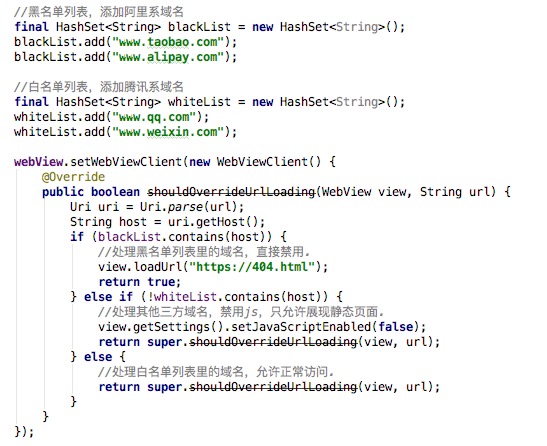 //黑名单列表，添加阿里系域名
final HashSet<String> blackList = new HashSet<String>();
blackList.add("www.taobao.com");
blackList.add("www.alipay.com");

//白名单列表，添加腾讯系域名
final HashSet<String> whiteList = new HashSet<String>();
whiteList.add("www.qq.com");
whiteList.add("www.weixin.com");

webView.setWebViewClient(new WebViewClient() {
    @Override
    public boolean shouldOverrideUrlLoading(WebView view, String url) {
        Uri uri = Uri.parse(url);
        String host = uri.getHost();
        if (blackList.contains(host)) {
            //处理黑名单列表里的域名，直接禁用.
            view.loadUrl("https://404.html");
            return true;
        } else if (!whiteList.contains(host)) {
            //处理其他三方域名，禁用js，只允许展现静态页面.
            view.getSettings().setJavaScriptEnabled(false);
            return super.shouldOverrideUrlLoading(view, url);
        } else {
            //处理白名单列表里的域名，允许正常访问.
            return super.shouldOverrideUrlLoading(view, url);
        }
    }
});